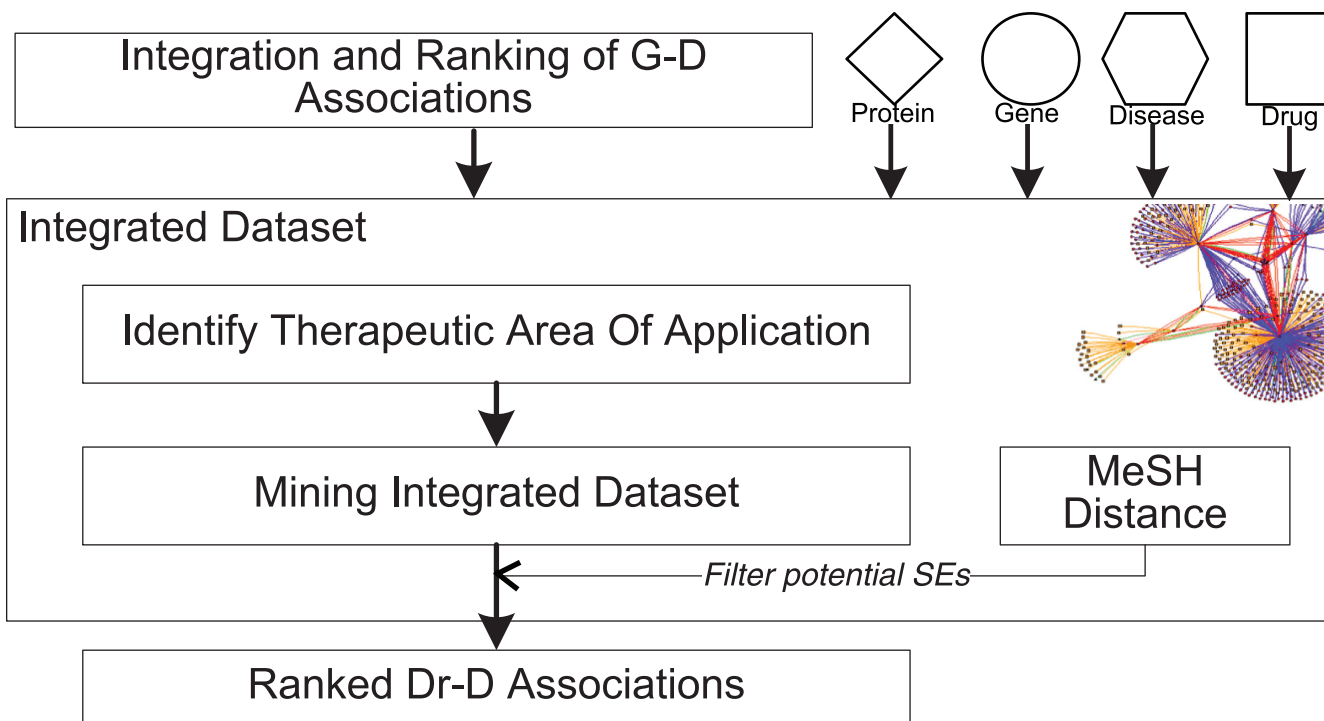 Integration and Ranking of G-D
Associations
Protein
Gene
Disease
Drug
Integrated Dataset
Identify Therapeutic Area Of Application
Mining Integrated Dataset
MeSH
Distance
Filter potential SEs
Ranked Dr-D Associations